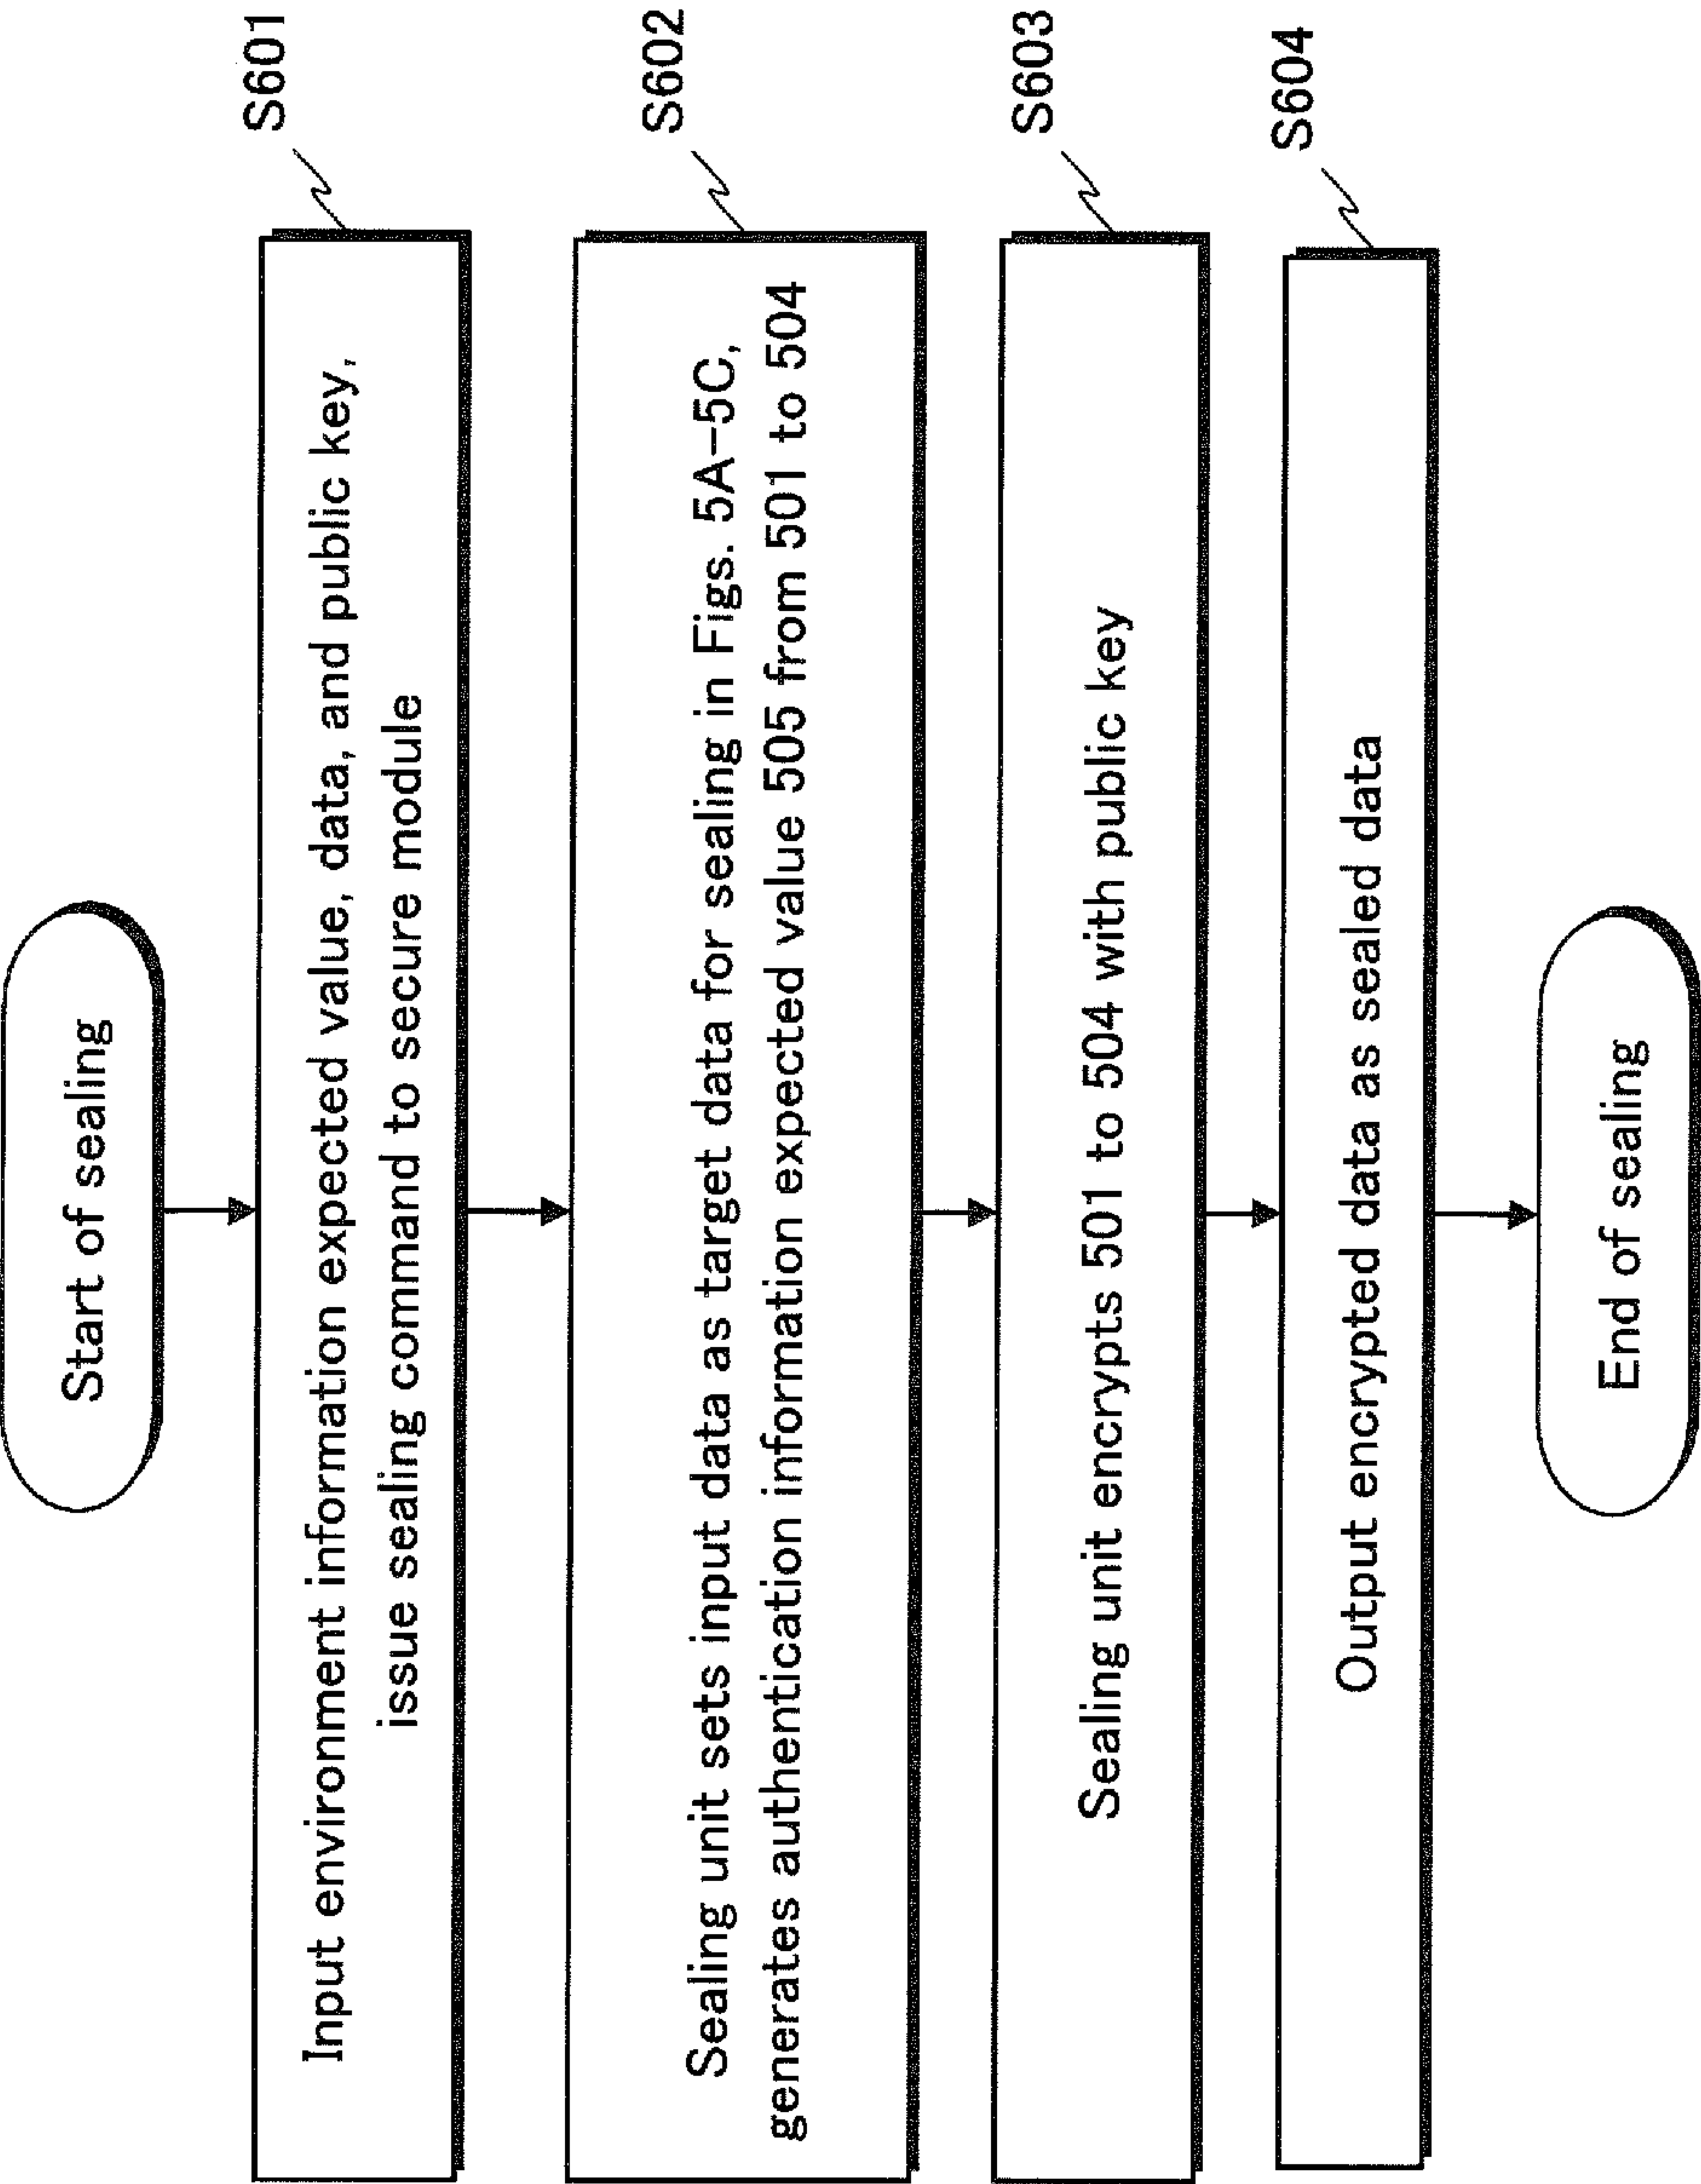 Start of sealing
S601
Input environment information expected value, data, and public key,
issue sealing command to secure module
S602
Sealing unit sets input data as target data for sealing in Figs. 5A-5C,
generates authentication information expected value 505 from 501 to 504
S603
Sealing unit encrypts 501 to 504 with public key
S604
Output encrypted data as sealed data
End of sealing